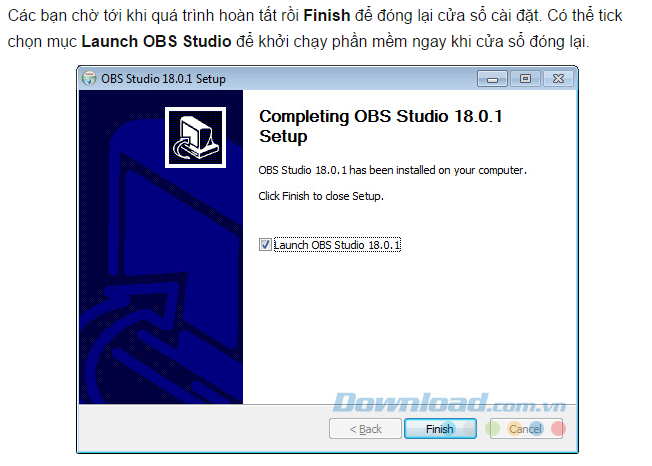 Các bạn chờ tới khi quá trình hoàn tất rồi Finish để đóng lại cửa sổ cài đặt. Có thể tick
chọn mục Launch OBS Studio để khởi chạy phần mềm ngay khi cửa sổ đóng lại.
OBS Studio 18.0.1 Setup
Completing OBS Studio 18.0.1
Setup
OBS Studio 18.0.1 has been installed on your computer.
Click Finish to close Setup.
Launch OBS Studio 18.0.1
Download.com.vn
< Back Finish Cancel